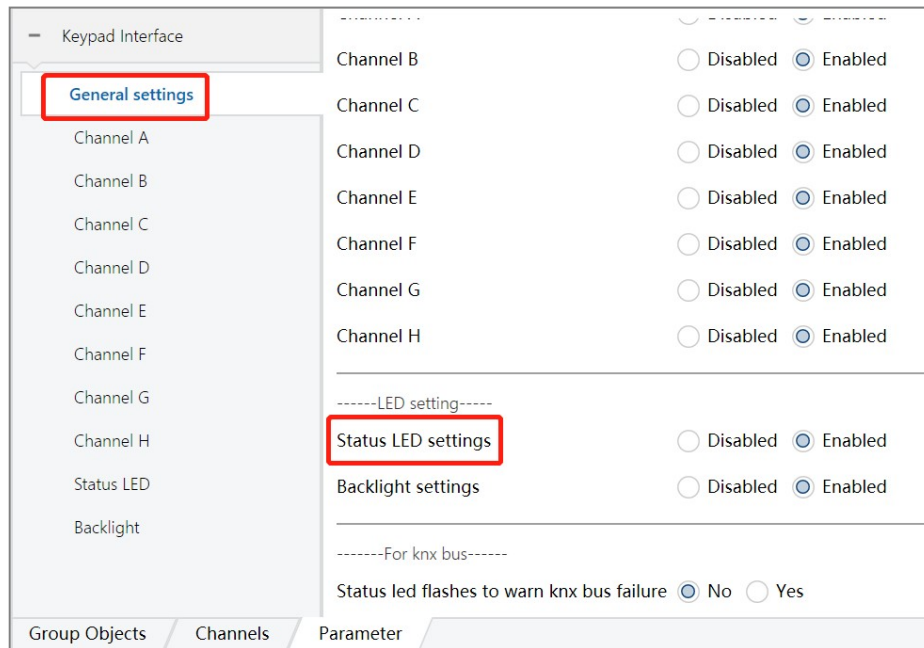 Keypad Interface
General settings
Channel A
Channel B
Channel C
Channel D
Channel E
Channel F
Channel G
Channel H
Status LED
Backlight
Channel A Disabled Enabled
Channel B Disabled Enabled
Channel C Disabled Enabled
Channel D Disabled Enabled
Channel E Disabled Enabled
Channel F Disabled Enabled
Channel G Disabled Enabled
Channel H Disabled Enabled
------LED setting-----
Status LED settings Disabled Enabled
Backlight settings Disabled Enabled
-------For knx bus------
Status led flashes to warn knx bus failure No Yes
Group Objects Channels Parameter